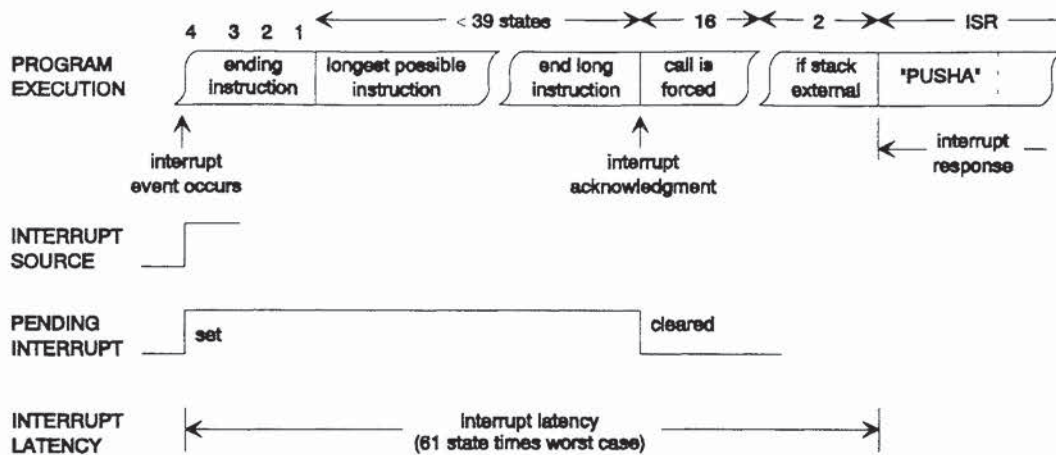 < 39 states 16 2 ISR
4 3 2 1
PROGRAM
EXECUTION
ending
instruction
longest possible
instruction
end long
instruction
call is
forced
if stack
external
"PUSHA"
interrupt
event occurs
interrupt
acknowledgment
interrupt
response
INTERRUPT
SOURCE
PENDING
INTERRUPT
set
cleared
INTERRUPT
LATENCY
interrupt latency
(61 state times worst case)